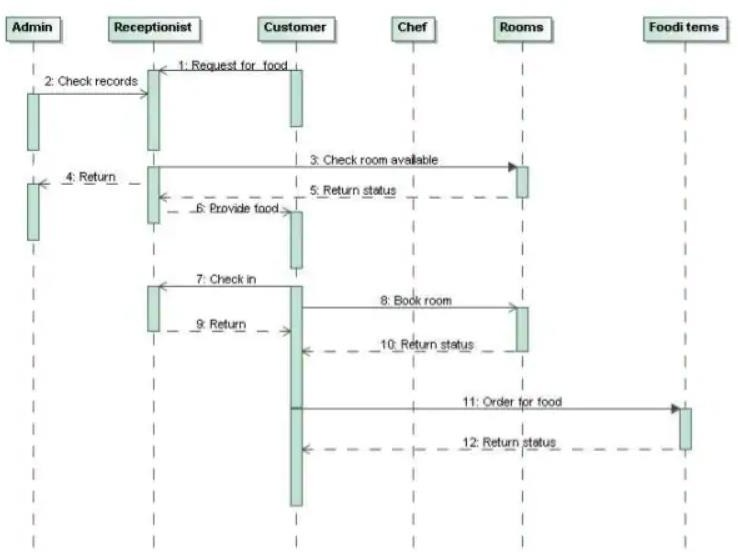 Admin Receptionist Customer Chef Rooms Foodi tems
1: Request for food
2: Check records
3: Check room available
4: Return
5: Return status
6: Provide food
7: Check in
8: Book room
9: Return
10: Return status
11: Order for food
12: Return status